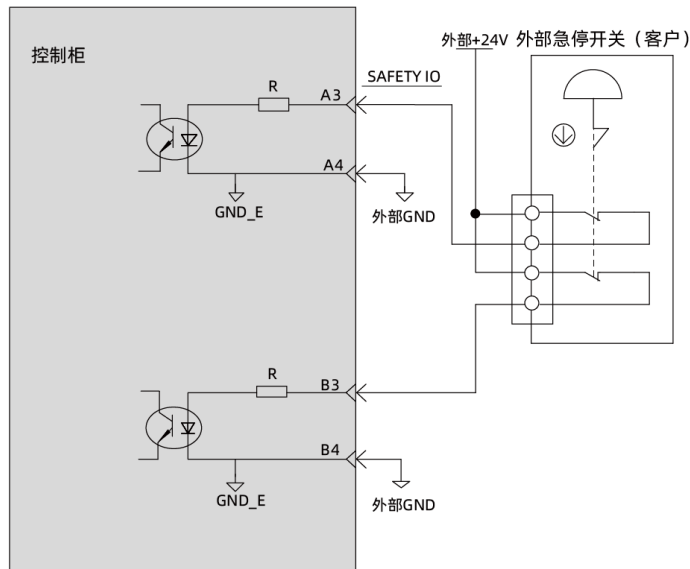 外部+24V 外部急停开关（客户）
控制柜
SAFETY IO
R
A3
A4
GND_E
外部GND
R
B3
B4
GND_E
外部GND